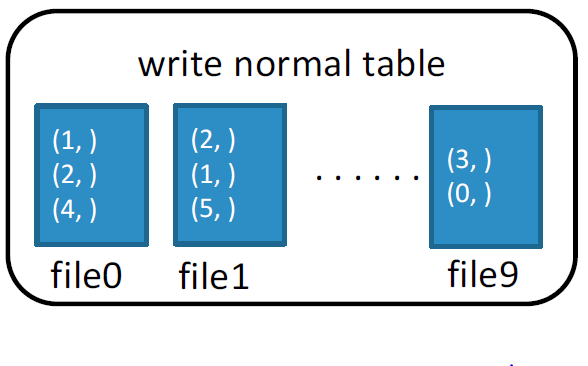 write normal table
(1, )
(2, )
(4, )
(2, )
(1, )
(5, )
. . . . . .
(3, )
(0, )
file0
file1
file9